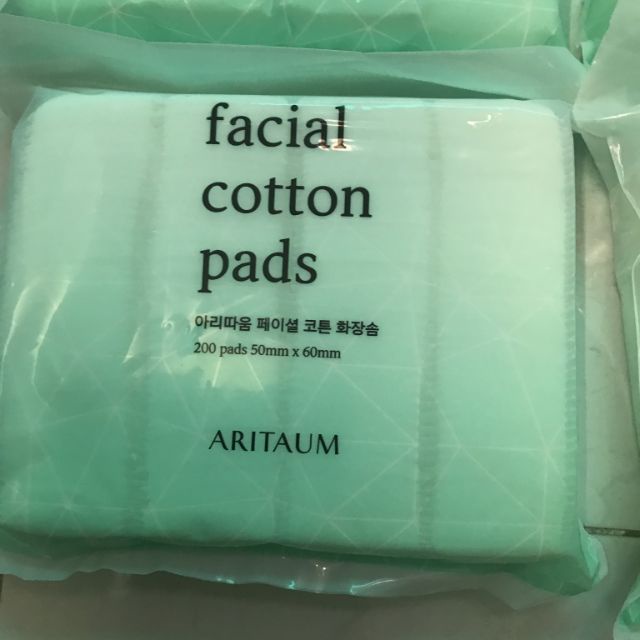 facial
cotton
pads
아리따움 페이셜 코튼 화장솜
200 pads 50mm x 60mm
ARITAUM